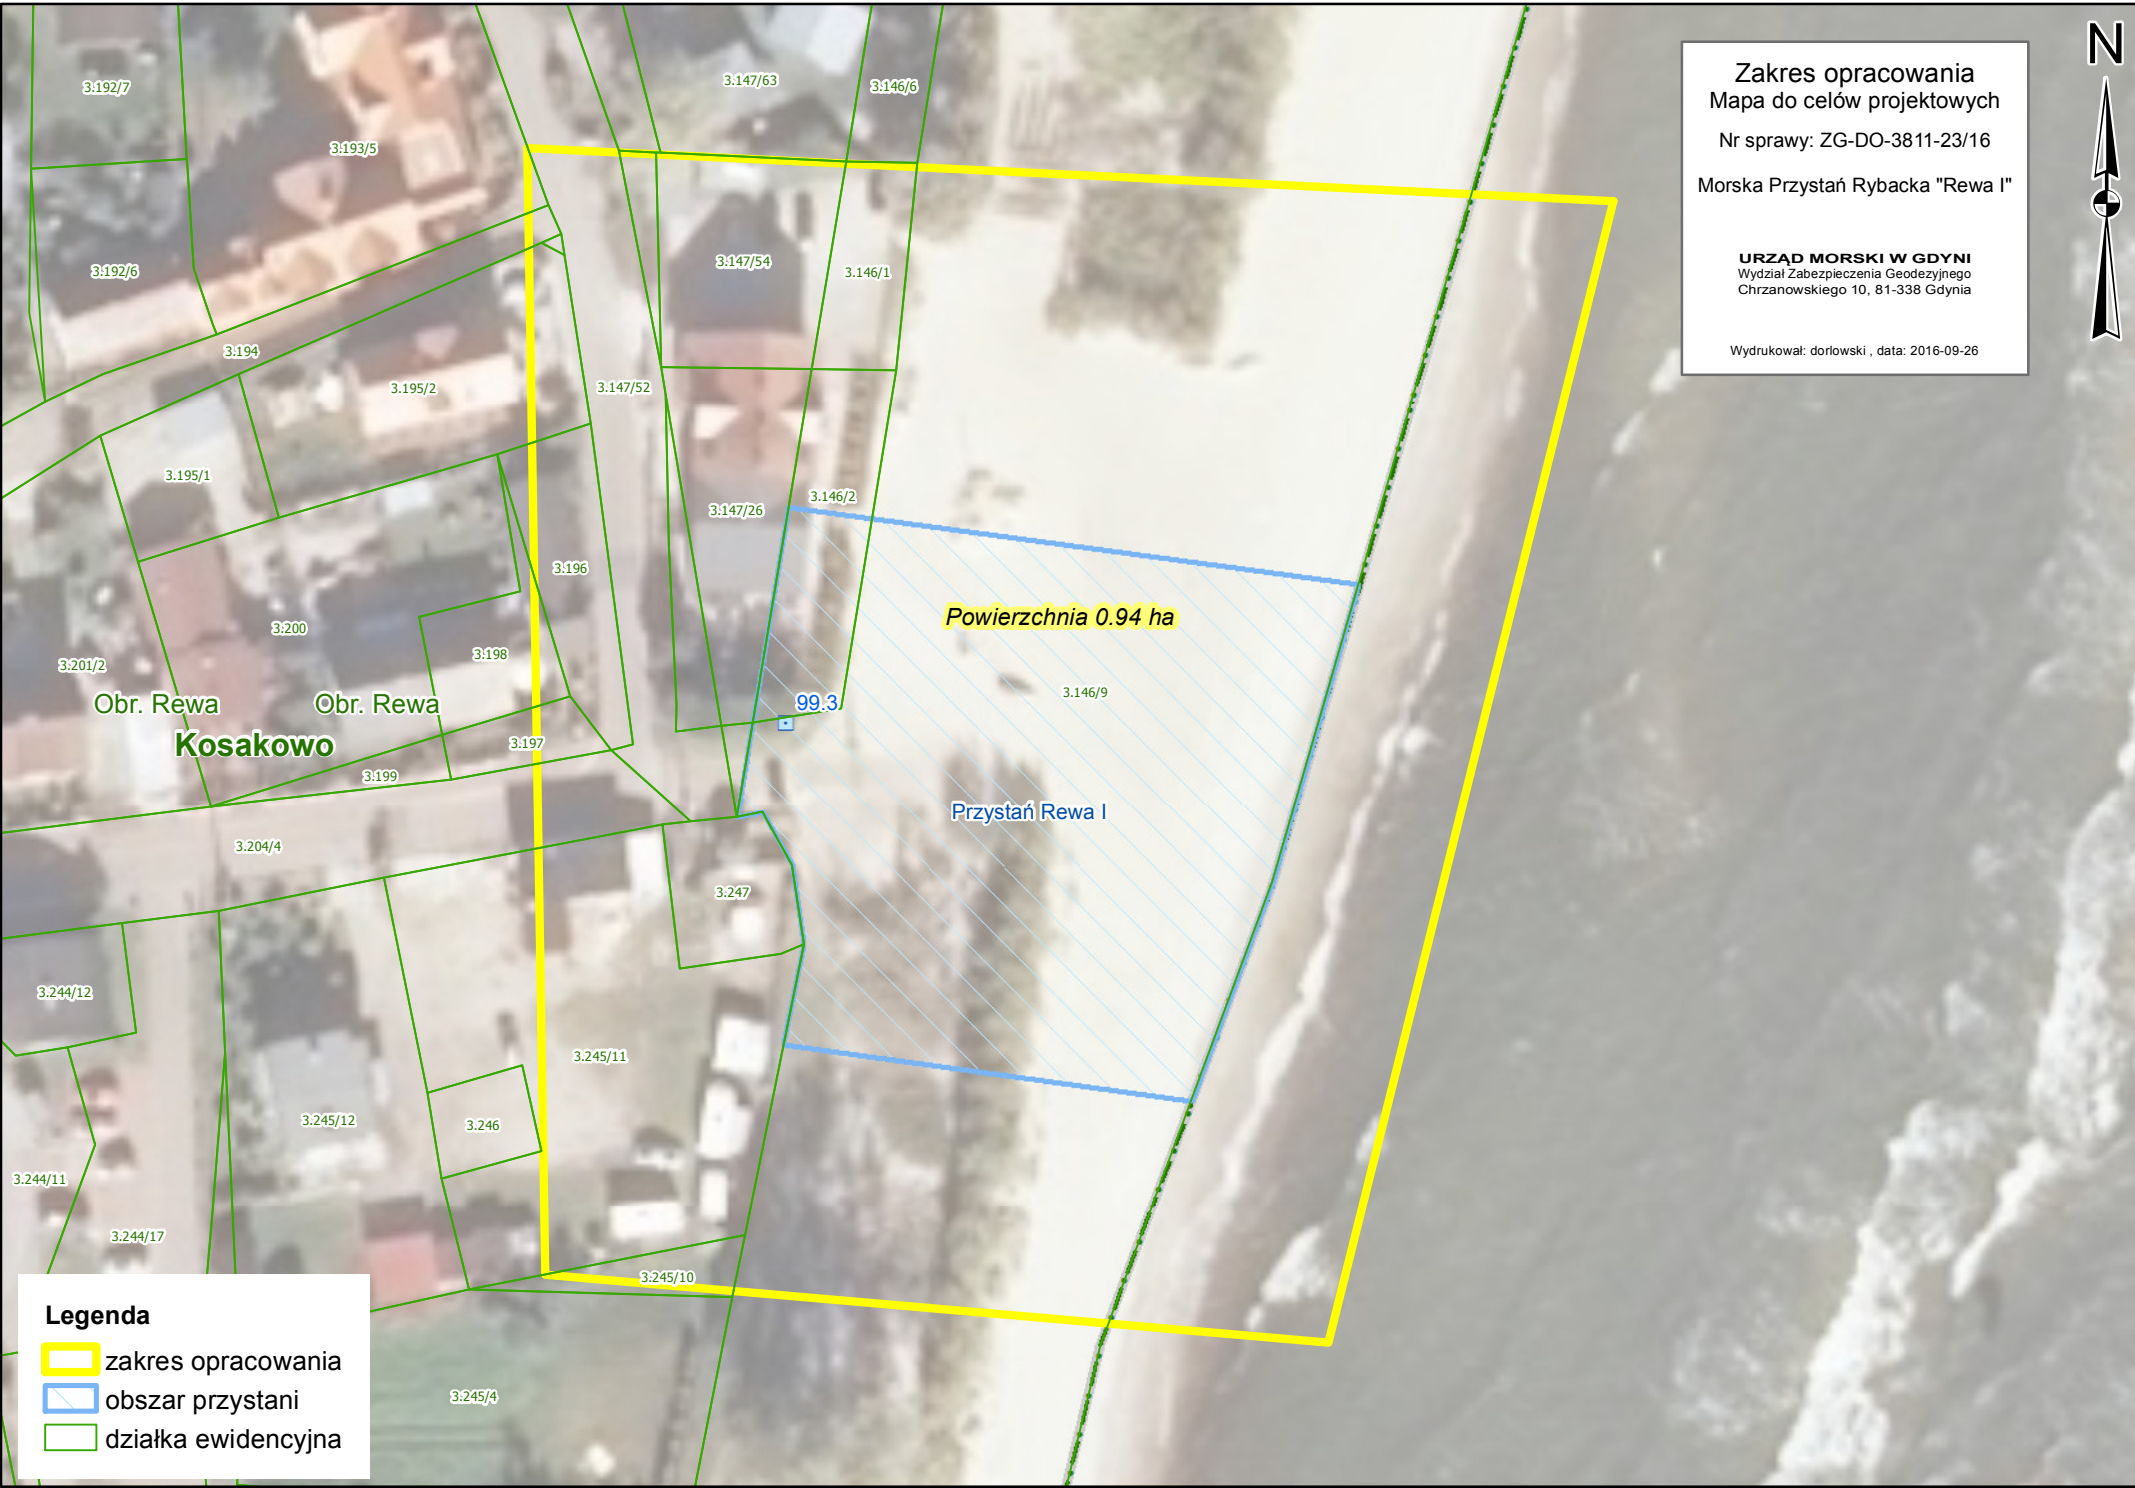 Zakres opracowania
Mapa do celów projektowych
Nr sprawy: ZG-DO-3811-23/16
Morska Przystań Rybacka "Rewa I"
URZĄD MORSKI W GDYNI
Wydział Zabezpieczenia Geodezyjnego
Chrzanowskiego 10, 81-338 Gdynia
Wydrukował: dorlowski , data: 2016-09-26
N
3.192/7
3.147/63
3.146/6
3.193/5
3.192/6
3.147/54
3.146/1
3.194
3.195/2
3.147/52
3.195/1
3.146/2
3.147/26
3.196
Powierzchnia 0.94 ha
3.200
3.198
3.201/2
3.146/9
Obr. Rewa
Obr. Rewa
99.3
Kosakowo
3.197
3.199
Przystań Rewa I
3.204/4
3.247
3.244/12
3.245/11
3.245/12
3.246
3.244/11
3.244/17
3.245/10
3.245/4
Legenda
zakres opracowania
obszar przystani
działka ewidencyjna